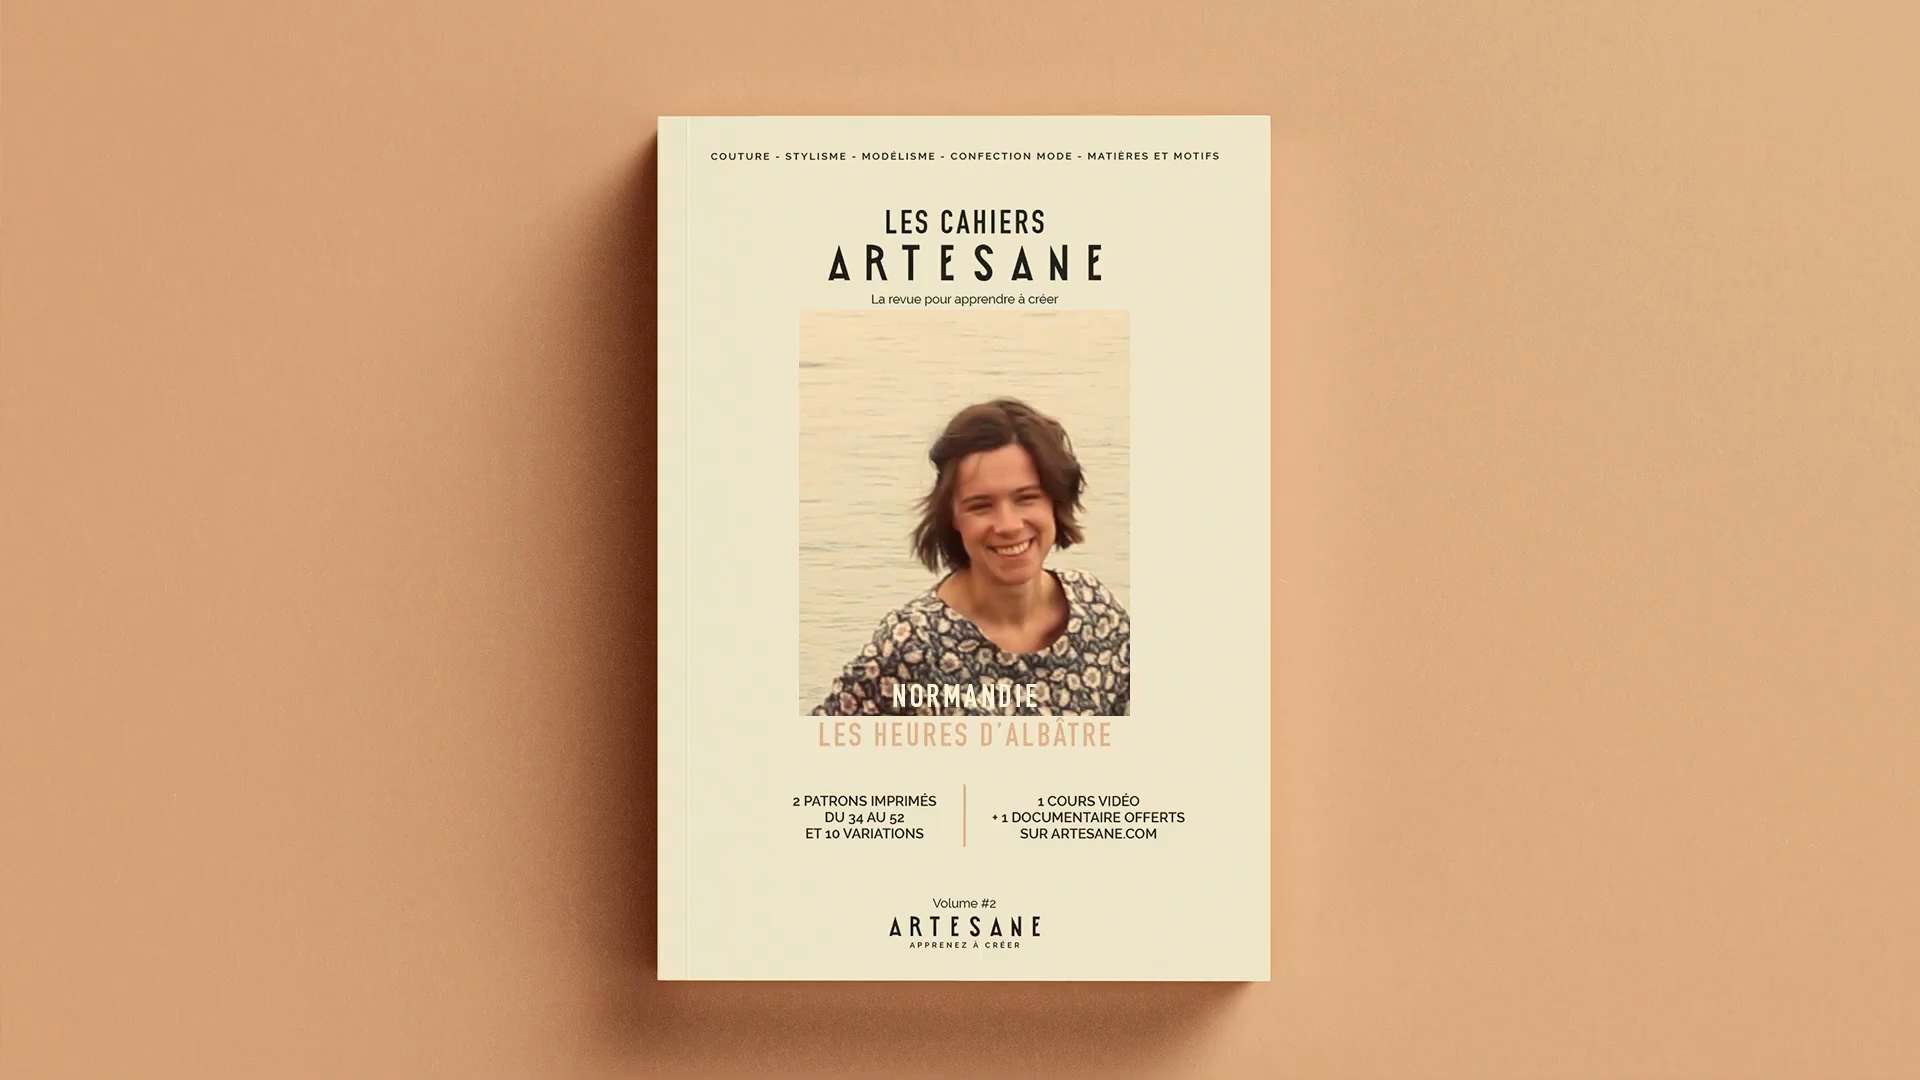 COUTURE - STYLISME - MODÉLISME - CONFECTION MODE - MATIÈRES ET MOTIFS
LES CAHIERS
ARTESANE
La revue pour apprendre à créer
NORMANDIE
LES HEURES D'ALBÂTRE
2 PATRONS IMPRIMÉS
DU 34 AU 52
ET 10 VARIATIONS
1 COURS VIDÉO
+ 1 DOCUMENTAIRE OFFERTS
SUR ARTESANE.COM
Volume #2
ARTESANE
APPRENEZ À CRÉER